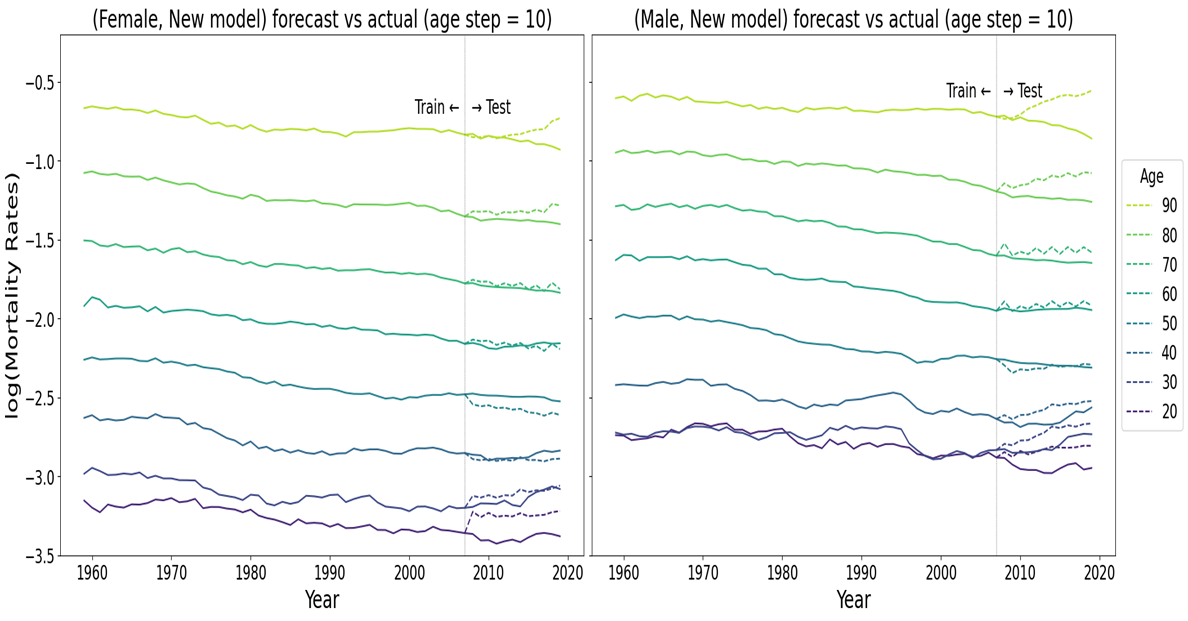 (Female, New model) forecast vs actual (age step = 10)
(Male, New model) forecast vs actual (age step = 10)
log(Mortality Rates)
−0.5
−1.0
−1.5
−2.0
−2.5
−3.0
−3.5
Train ← → Test
Train ← → Test
1960 1970 1980 1990 2000 2010 2020
1960 1970 1980 1990 2000 2010 2020
Year
Year
Age
90
80
70
60
50
40
30
20